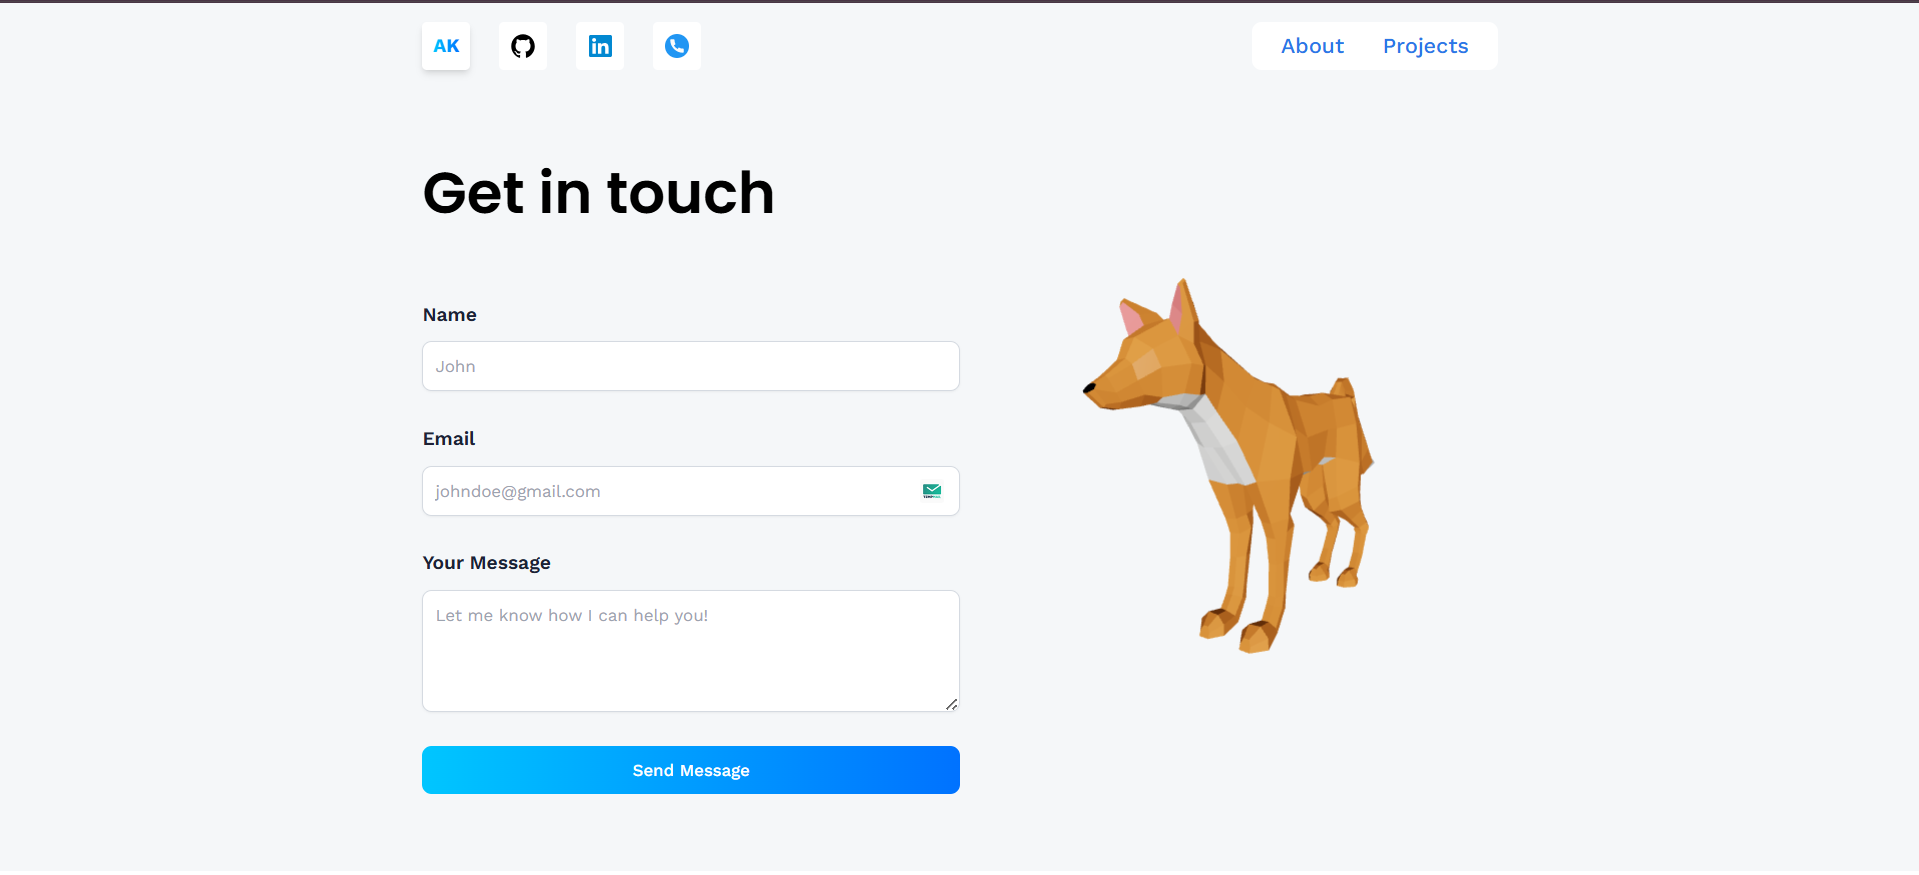 AK
About
Projects
Get in touch
Name
John
Email
johndoe@gmail.com
Your Message
Let me know how I can help you!
Send Message